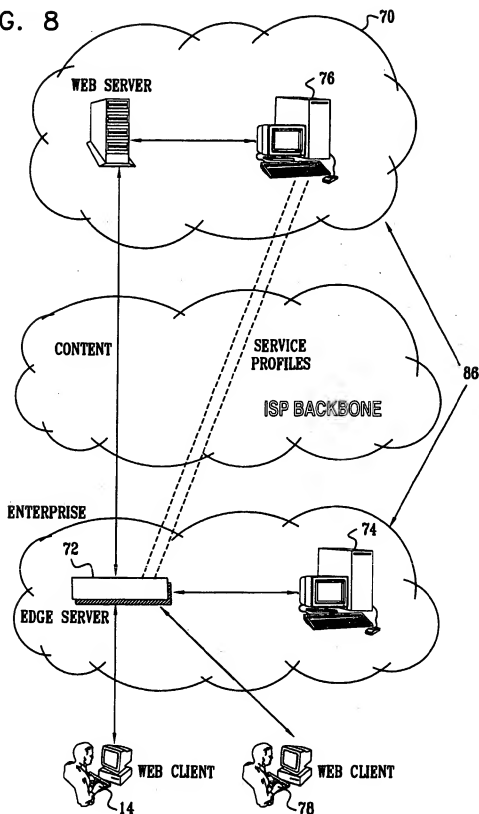 G. 8
70
76
WEB SERVER
CONTENT
SERVICE
PROFILES
86
ISP BACKBONE
ENTERPRISE
72
74
EDGE SERVER
WEB CLIENT
WEB CLIENT
14
78